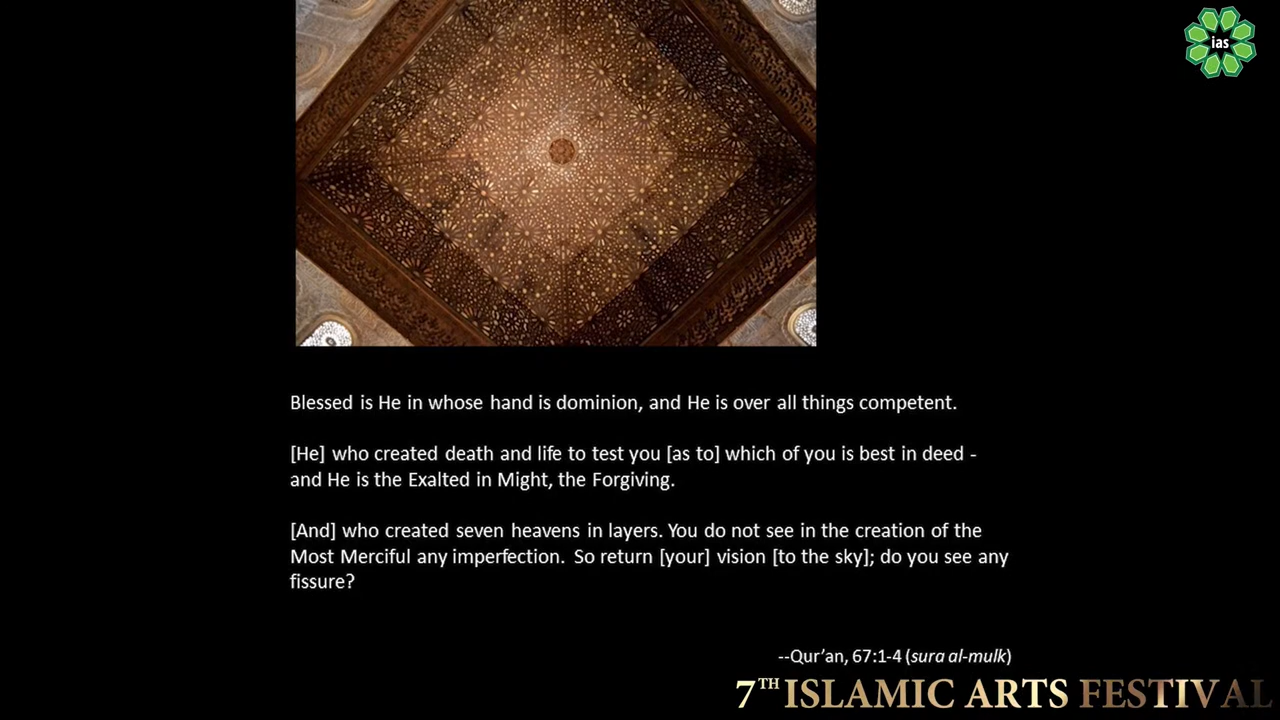 ias
Blessed is He in whose hand is dominion, and He is over all things competent.
[He] who created death and life to test you [as to] which of you is best in deed -
and He is the Exalted in Might, the Forgiving.
[And] who created seven heavens in layers. You do not see in the creation of the
Most Merciful any imperfection. So return [your] vision [to the sky]; do you see any
fissure?
--Qur’an, 67:1-4 (sura al-mulk)
7TH ISLAMIC ARTS FESTIVAL